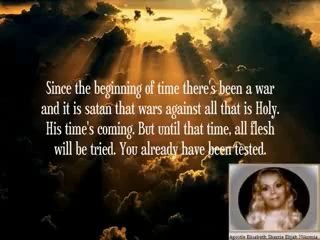 Since the beginning of time there's been a war
and it is satan that wars against all that is Holy.
His time's coming. But until that time, all flesh
will be tried. You already have been tested.
Apostle Elisabeth Sharon Elijah Nikomia